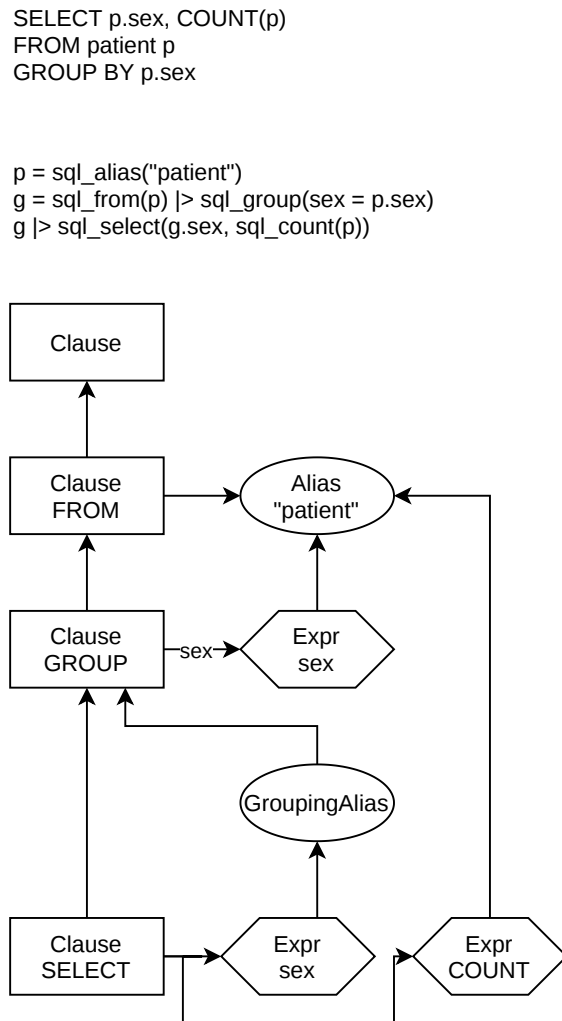 SELECT p.sex, COUNT(p)
FROM patient p
GROUP BY p.sex
p = sql_alias("patient")
g = sql_from(p) |> sql_group(sex = p.sex)
g |> sql_select(g.sex, sql_count(p))
Clause
Clause
FROM
Alias
"patient"
Clause
GROUP
sex
Expr
sex
GroupingAlias
Clause
SELECT
Expr
sex
Expr
COUNT